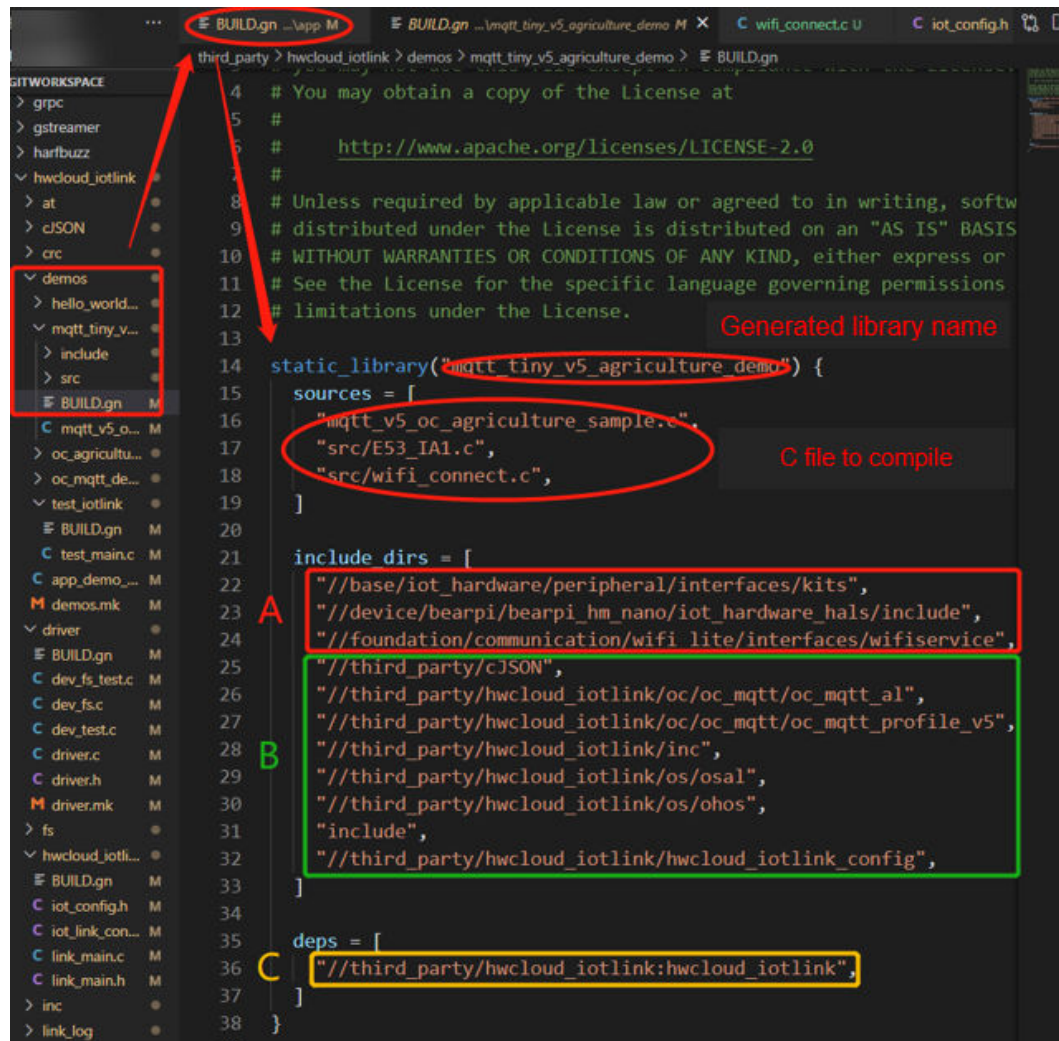 ··· BUILD.gn ...\app M BUILD.gn ...\mqtt_tiny_v5_agriculture_demo M × C wifi_connect.c U C iot_config.h
third_party > hwcloud_iotlink > demos > mqtt_tiny_v5_agriculture_demo > BUILD.gn
GITWORKSPACE
> grpc
> gstreamer
> harfbuzz
hwcloud_iotlink
> at
> cJSON
> crc
demos
> hello_world...
mqtt_tiny_v...
> include
> src
BUILD.gn M
C mqtt_v5_o... M
> oc_agricultu...
> oc_mqtt_de...
test_iotlink
BUILD.gn M
C test_main.c M
C app_demo_... M
M demos.mk M
driver
BUILD.gn M
C dev_fs_test.c M
C dev_fs.c M
C dev_test.c M
C driver.c M
C driver.h M
M driver.mk M
> fs
hwcloud_iotli...
BUILD.gn M
C iot_config.h M
C iot_link_con... M
C link_main.c M
C link_main.h M
> inc
> link_log
4 # You may obtain a copy of the License at
5 #
6 # http://www.apache.org/licenses/LICENSE-2.0
7 #
8 # Unless required by applicable law or agreed to in writing, softw
9 # distributed under the License is distributed on an "AS IS" BASIS
10 # WITHOUT WARRANTIES OR CONDITIONS OF ANY KIND, either express or
11 # See the License for the specific language governing permissions
12 # limitations under the License.
Generated library name
13
14 static_library("mqtt_tiny_v5_agriculture_demo") {
15 sources = [
16 "mqtt_v5_oc_agriculture_sample.c",
17 "src/E53_IA1.c",
C file to compile
18 "src/wifi_connect.c",
19 ]
20
21 include_dirs = [
22 "//base/iot_hardware/peripheral/interfaces/kits",
A
23 "//device/bearpi/bearpi_hm_nano/iot_hardware_hals/include",
24 "//foundation/communication/wifi_lite/interfaces/wifiservice",
25 "//third_party/cJSON",
26 "//third_party/hwcloud_iotlink/oc/oc_mqtt/oc_mqtt_al",
27 "//third_party/hwcloud_iotlink/oc/oc_mqtt/oc_mqtt_profile_v5",
B
28 "//third_party/hwcloud_iotlink/inc",
29 "//third_party/hwcloud_iotlink/os/osal",
30 "//third_party/hwcloud_iotlink/os/ohos",
31 "include",
32 "//third_party/hwcloud_iotlink/hwcloud_iotlink_config",
33 ]
34
35 deps = [
C
36 "//third_party/hwcloud_iotlink:hwcloud_iotlink",
37 ]
38 }